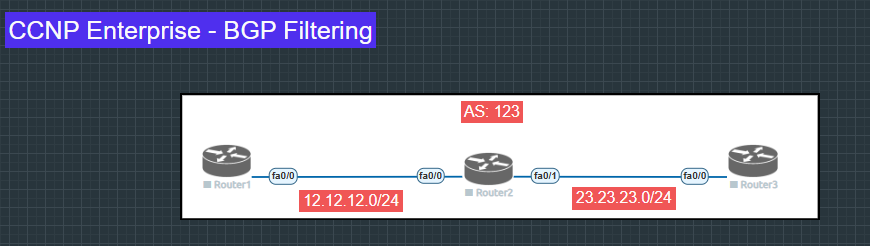 CCNP Enterprise - BGP Filtering
AS: 123
fa0/0
fa0/0
fa0/1
fa0/0
Router1
Router2
Router3
12.12.12.0/24
23.23.23.0/24